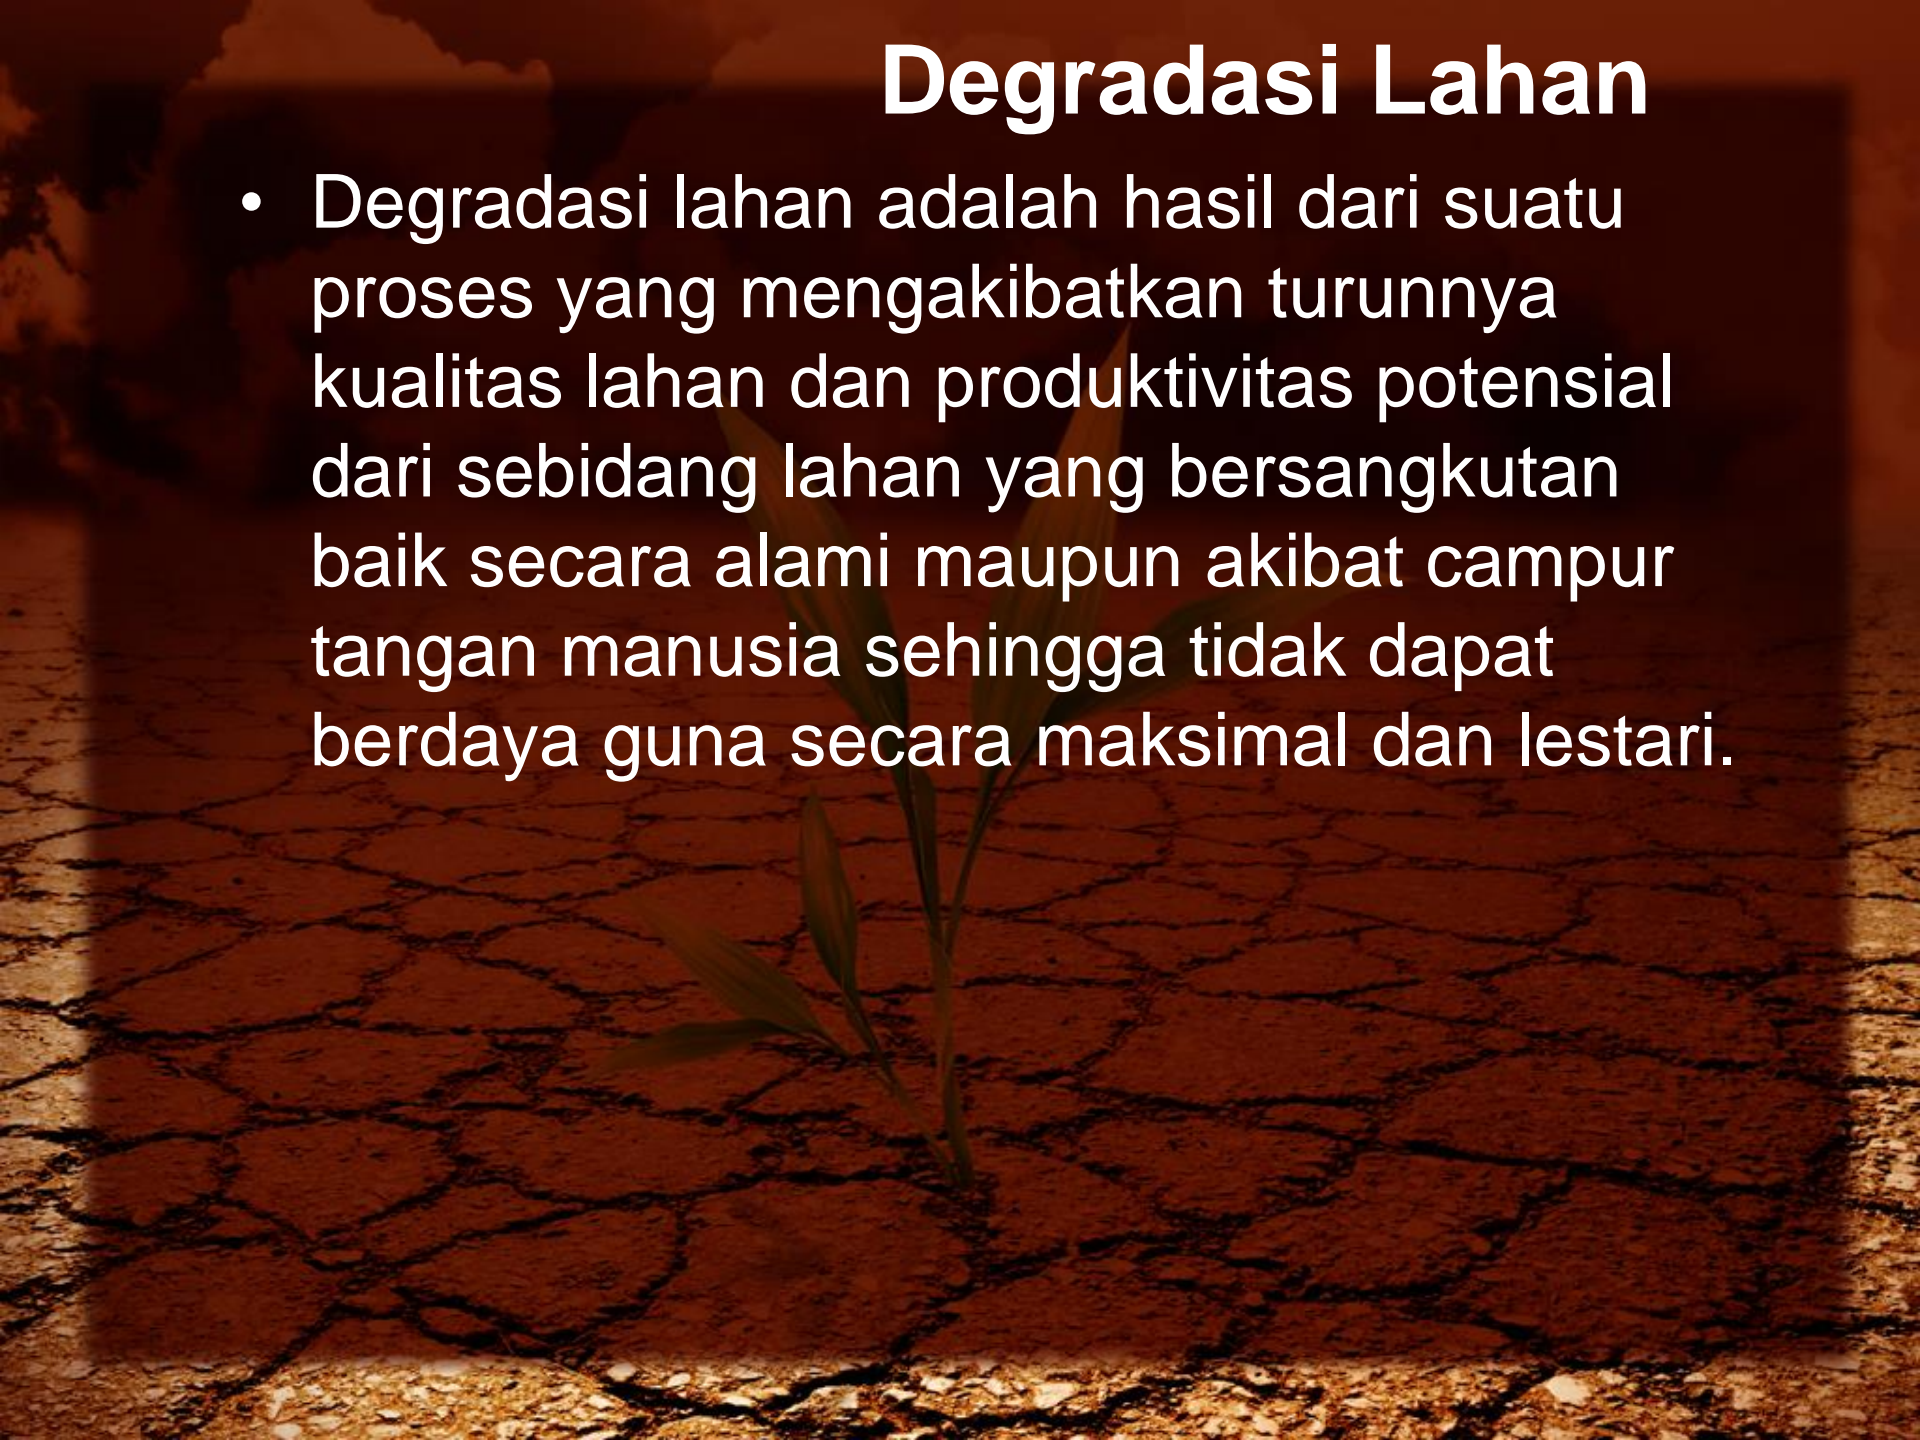 Degradasi Lahan
• Degradasi lahan adalah hasil dari suatu
proses yang mengakibatkan turunnya
kualitas lahan dan produktivitas potensial
dari sebidang lahan yang bersangkutan
baik secara alami maupun akibat campur
tangan manusia sehingga tidak dapat
berdaya guna secara maksimal dan lestari.